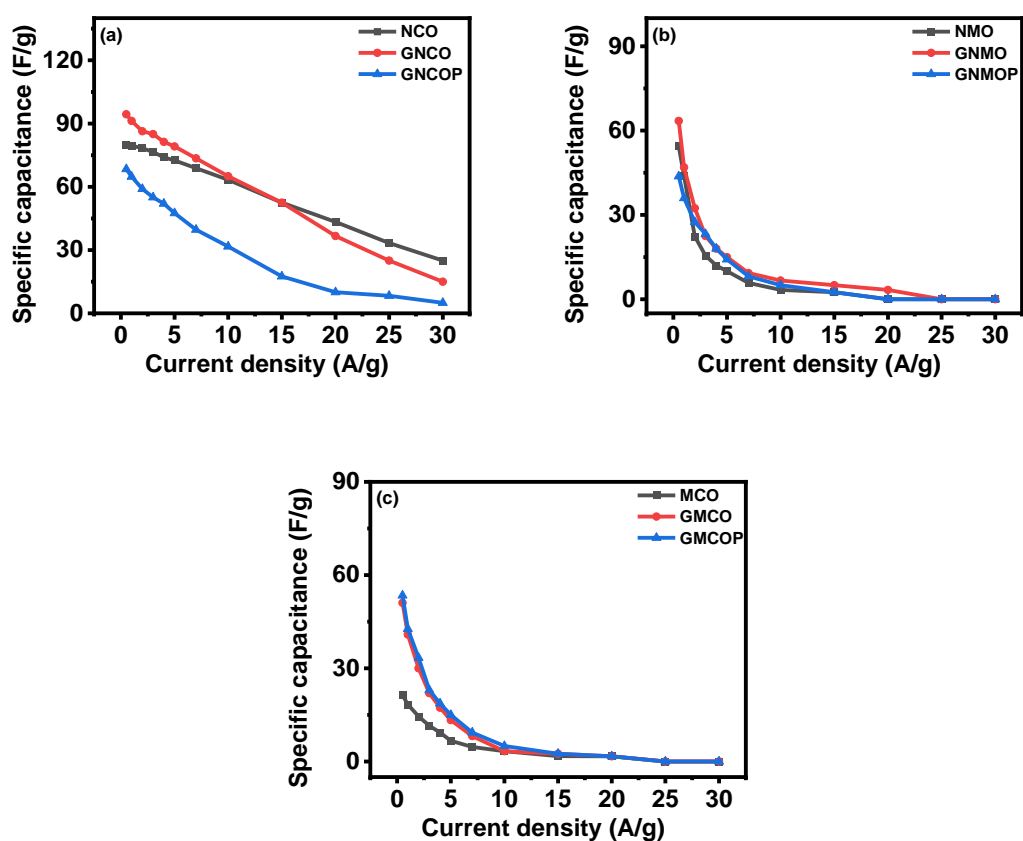 (a)
NCO
GNCO
GNCOP
Specific capacitance (F/g)
120
90
60
30
0
0 5 10 15 20 25 30
Current density (A/g)
(b)
NMO
GNMO
GNMOP
Specific capacitance (F/g)
90
60
30
0
0 5 10 15 20 25 30
Current density (A/g)
(c)
MCO
GMCO
GMCOP
Specific capacitance (F/g)
90
60
30
0
0 5 10 15 20 25 30
Current density (A/g)